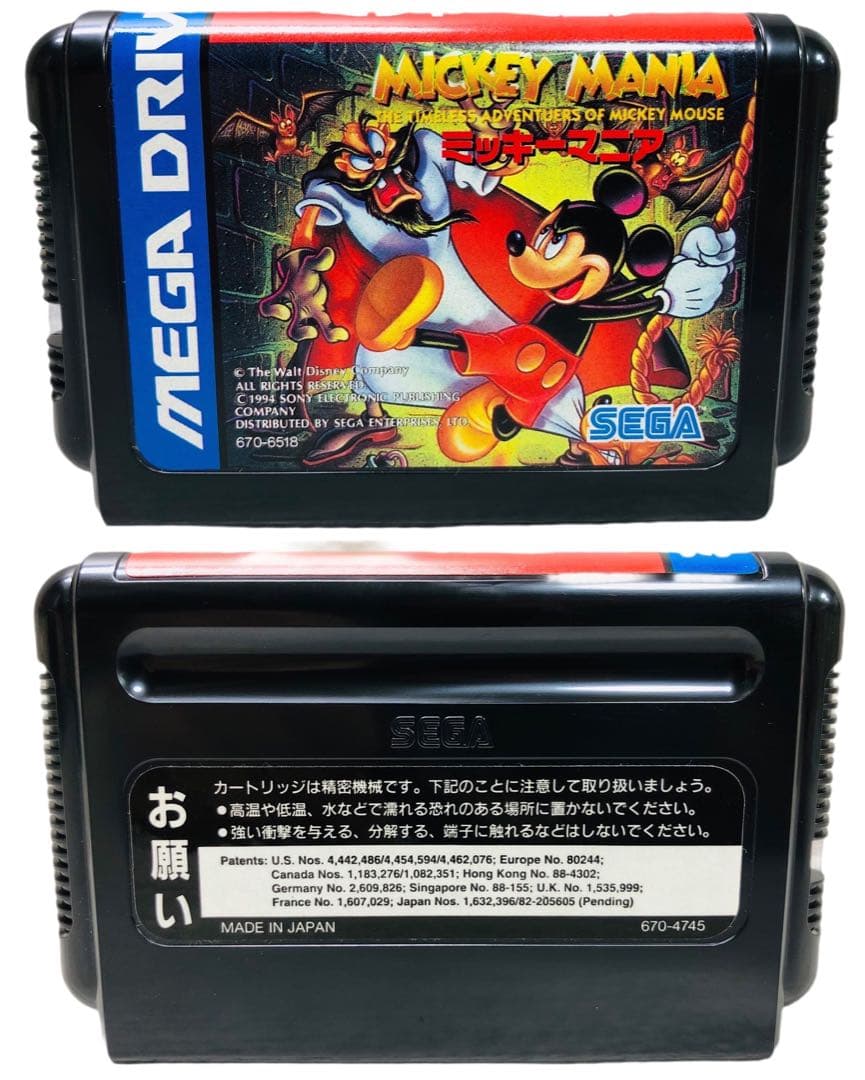 MEGA DRIV
MICKEY MANIA
THE TIMELESS ADVENTUERS OF MICKEY MOUSE
ミッキーマニア
© The Walt Disney Company
ALL RIGHTS RESERVED.
© 1994 SONY ELECTRONIC PUBLISHING
COMPANY
DISTRIBUTED BY SEGA ENTERPRISES, LTD.
670-6518
SEGA
SEGA
お願い
カートリッジは精密機械です。下記のことに注意して取り扱いましょう。
●高温や低温、水などで濡れる恐れのある場所に置かないでください。
●強い衝撃を与える、分解する、端子に触れるなどはしないでください。
Patents: U.S. Nos. 4,442,486/4,454,594/4,462,076; Europe No. 80244;
Canada Nos. 1,183,276/1,082,351; Hong Kong No. 88-4302;
Germany No. 2,609,826; Singapore No. 88-155; U.K. No. 1,535,999;
France No. 1,607,029; Japan Nos. 1,632,396/82-205605 (Pending)
MADE IN JAPAN
670-4745